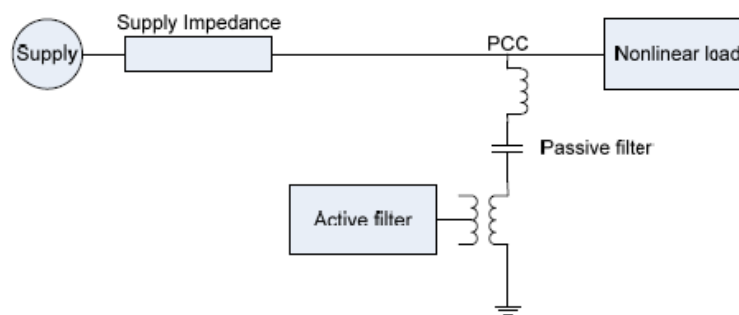 Supply Impedance
Supply
PCC
Nonlinear load
Passive filter
Active filter